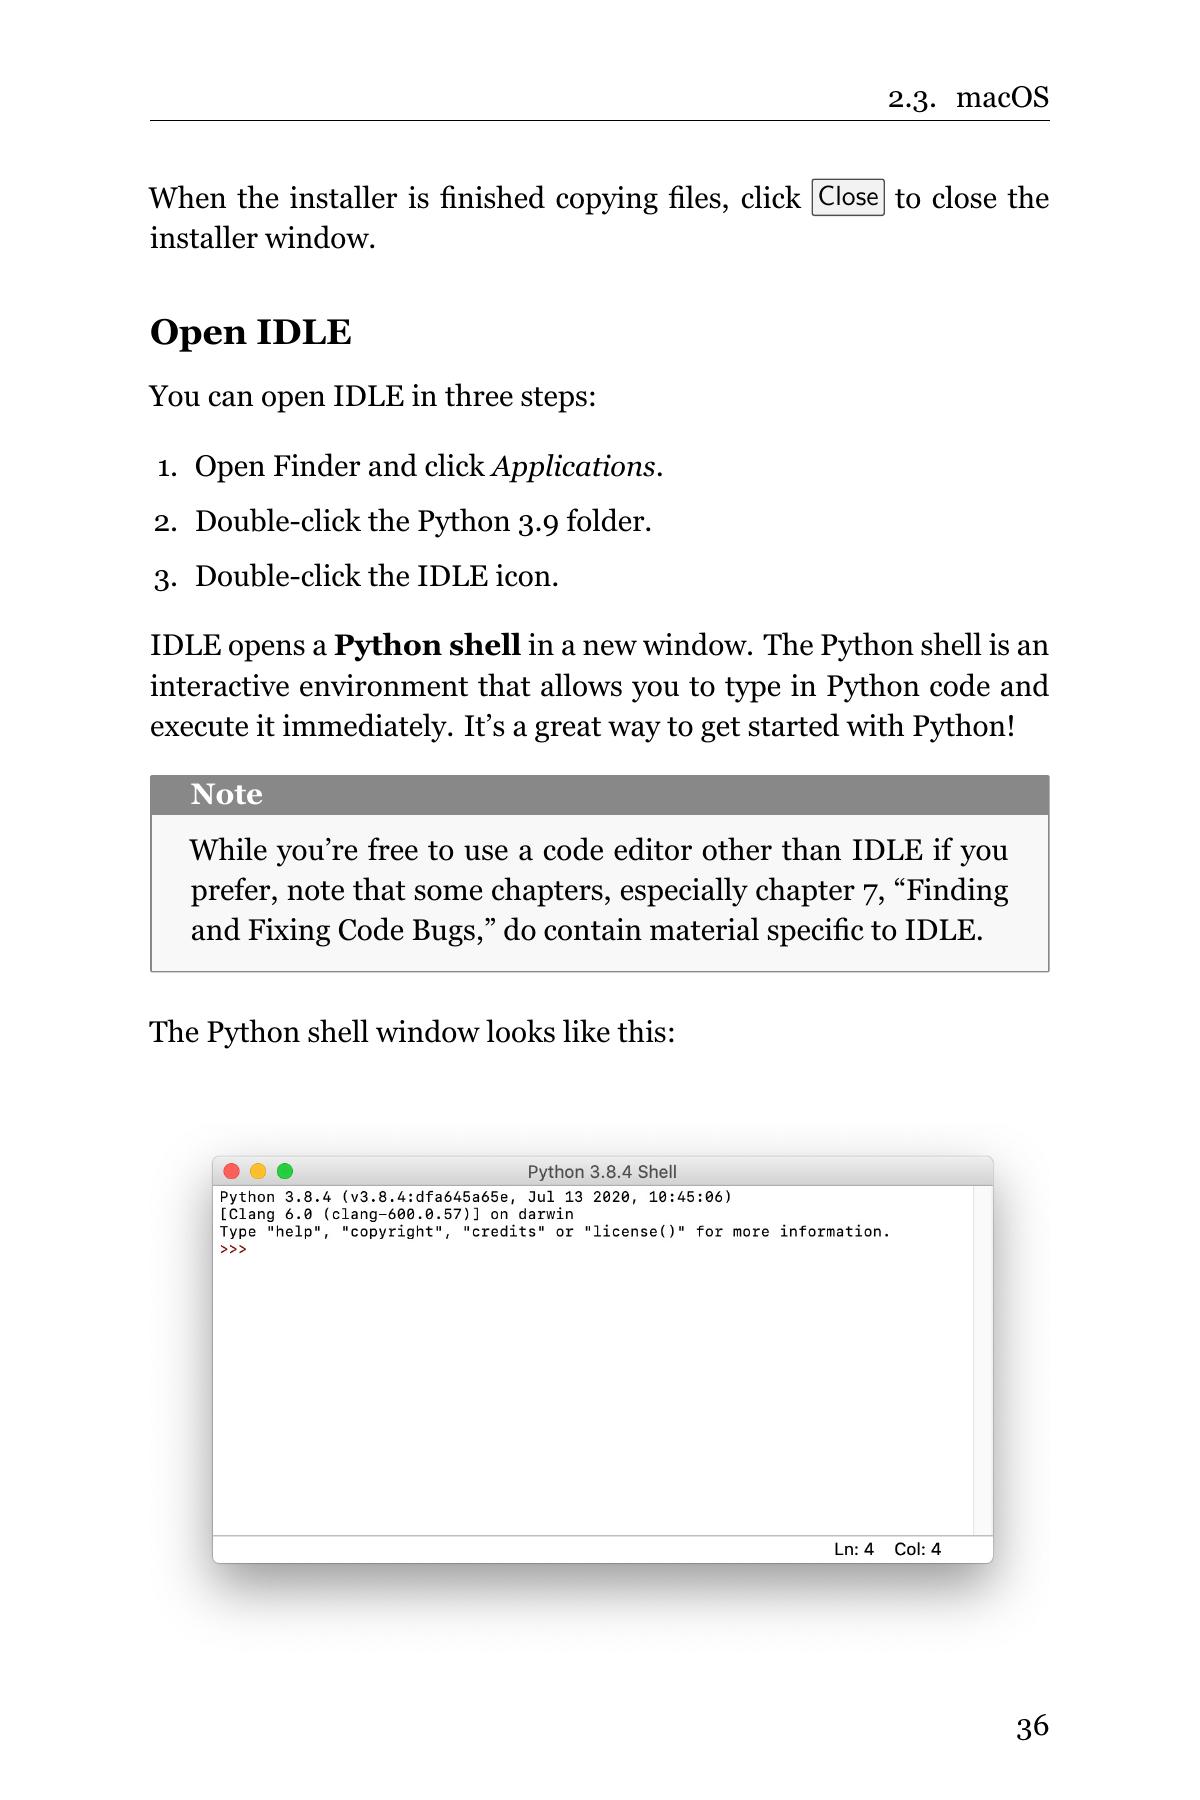 2.3. macOS
When the installer is finished copying files, click Close to close the
installer window.
Open IDLE
You can open IDLE in three steps:
1. Open Finder and click Applications.
2. Double-click the Python 3.9 folder.
3. Double-click the IDLE icon.
IDLE opens a Python shell in a new window. The Python shell is an
interactive environment that allows you to type in Python code and
execute it immediately. It’s a great way to get started with Python!
Note
While you’re free to use a code editor other than IDLE if you
prefer, note that some chapters, especially chapter 7, “Finding
and Fixing Code Bugs,” do contain material specific to IDLE.
The Python shell window looks like this:
Python 3.8.4 Shell
Python 3.8.4 (v3.8.4:dfa645a65e, Jul 13 2020, 10:45:06)
[Clang 6.0 (clang-600.0.57)] on darwin
Type "help", "copyright", "credits" or "license()" for more information.
>>>
Ln: 4 Col: 4
36